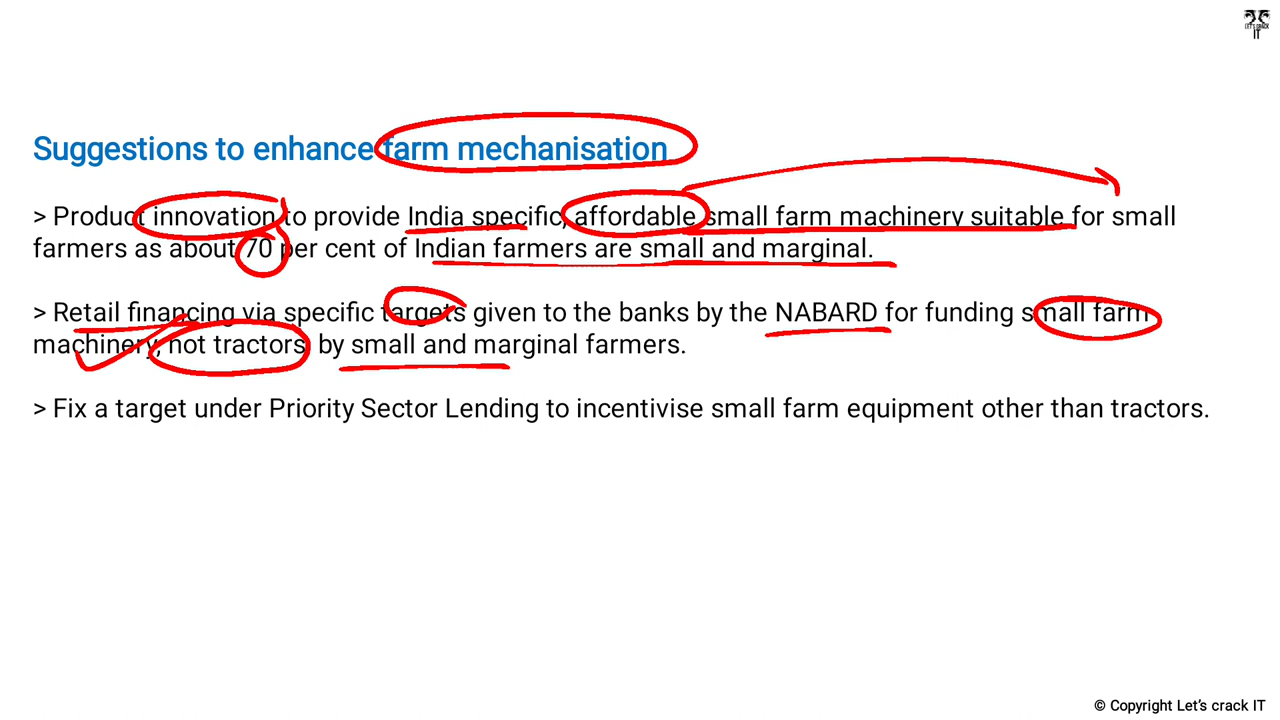 LET'S CRACK
IT
Suggestions to enhance farm mechanisation
> Product innovation to provide India specific, affordable small farm machinery suitable for small
farmers as about 70 per cent of Indian farmers are small and marginal.
> Retail financing via specific targets given to the banks by the NABARD for funding small farm
machinery, not tractors, by small and marginal farmers.
> Fix a target under Priority Sector Lending to incentivise small farm equipment other than tractors.
© Copyright Let's crack IT